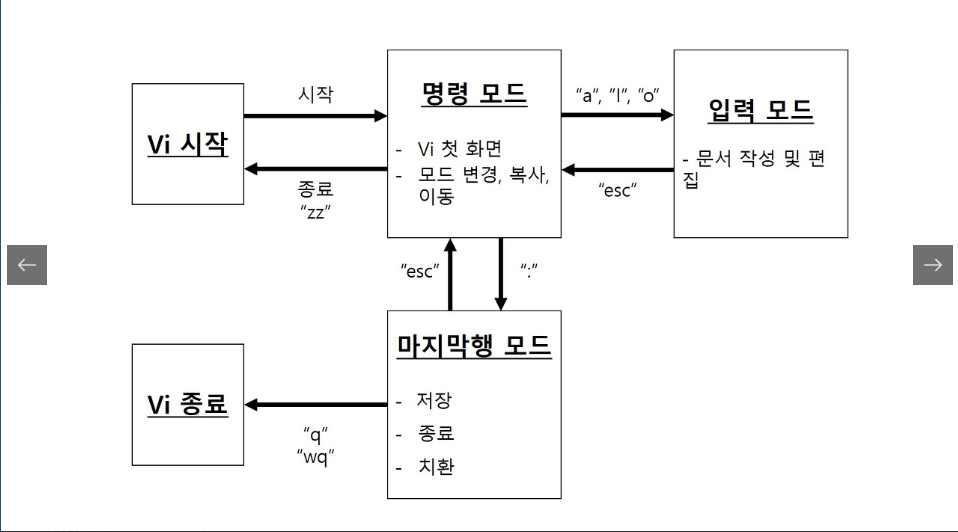 Vi 시작
시작
종료
“zz”
명령 모드
- Vi 첫 화면
- 모드 변경, 복사,
이동
“a”, “I”, “o”
“esc”
입력 모드
- 문서 작성 및 편
집
“esc”
“:”
마지막행 모드
- 저장
- 종료
- 치환
Vi 종료
“q”
“wq”